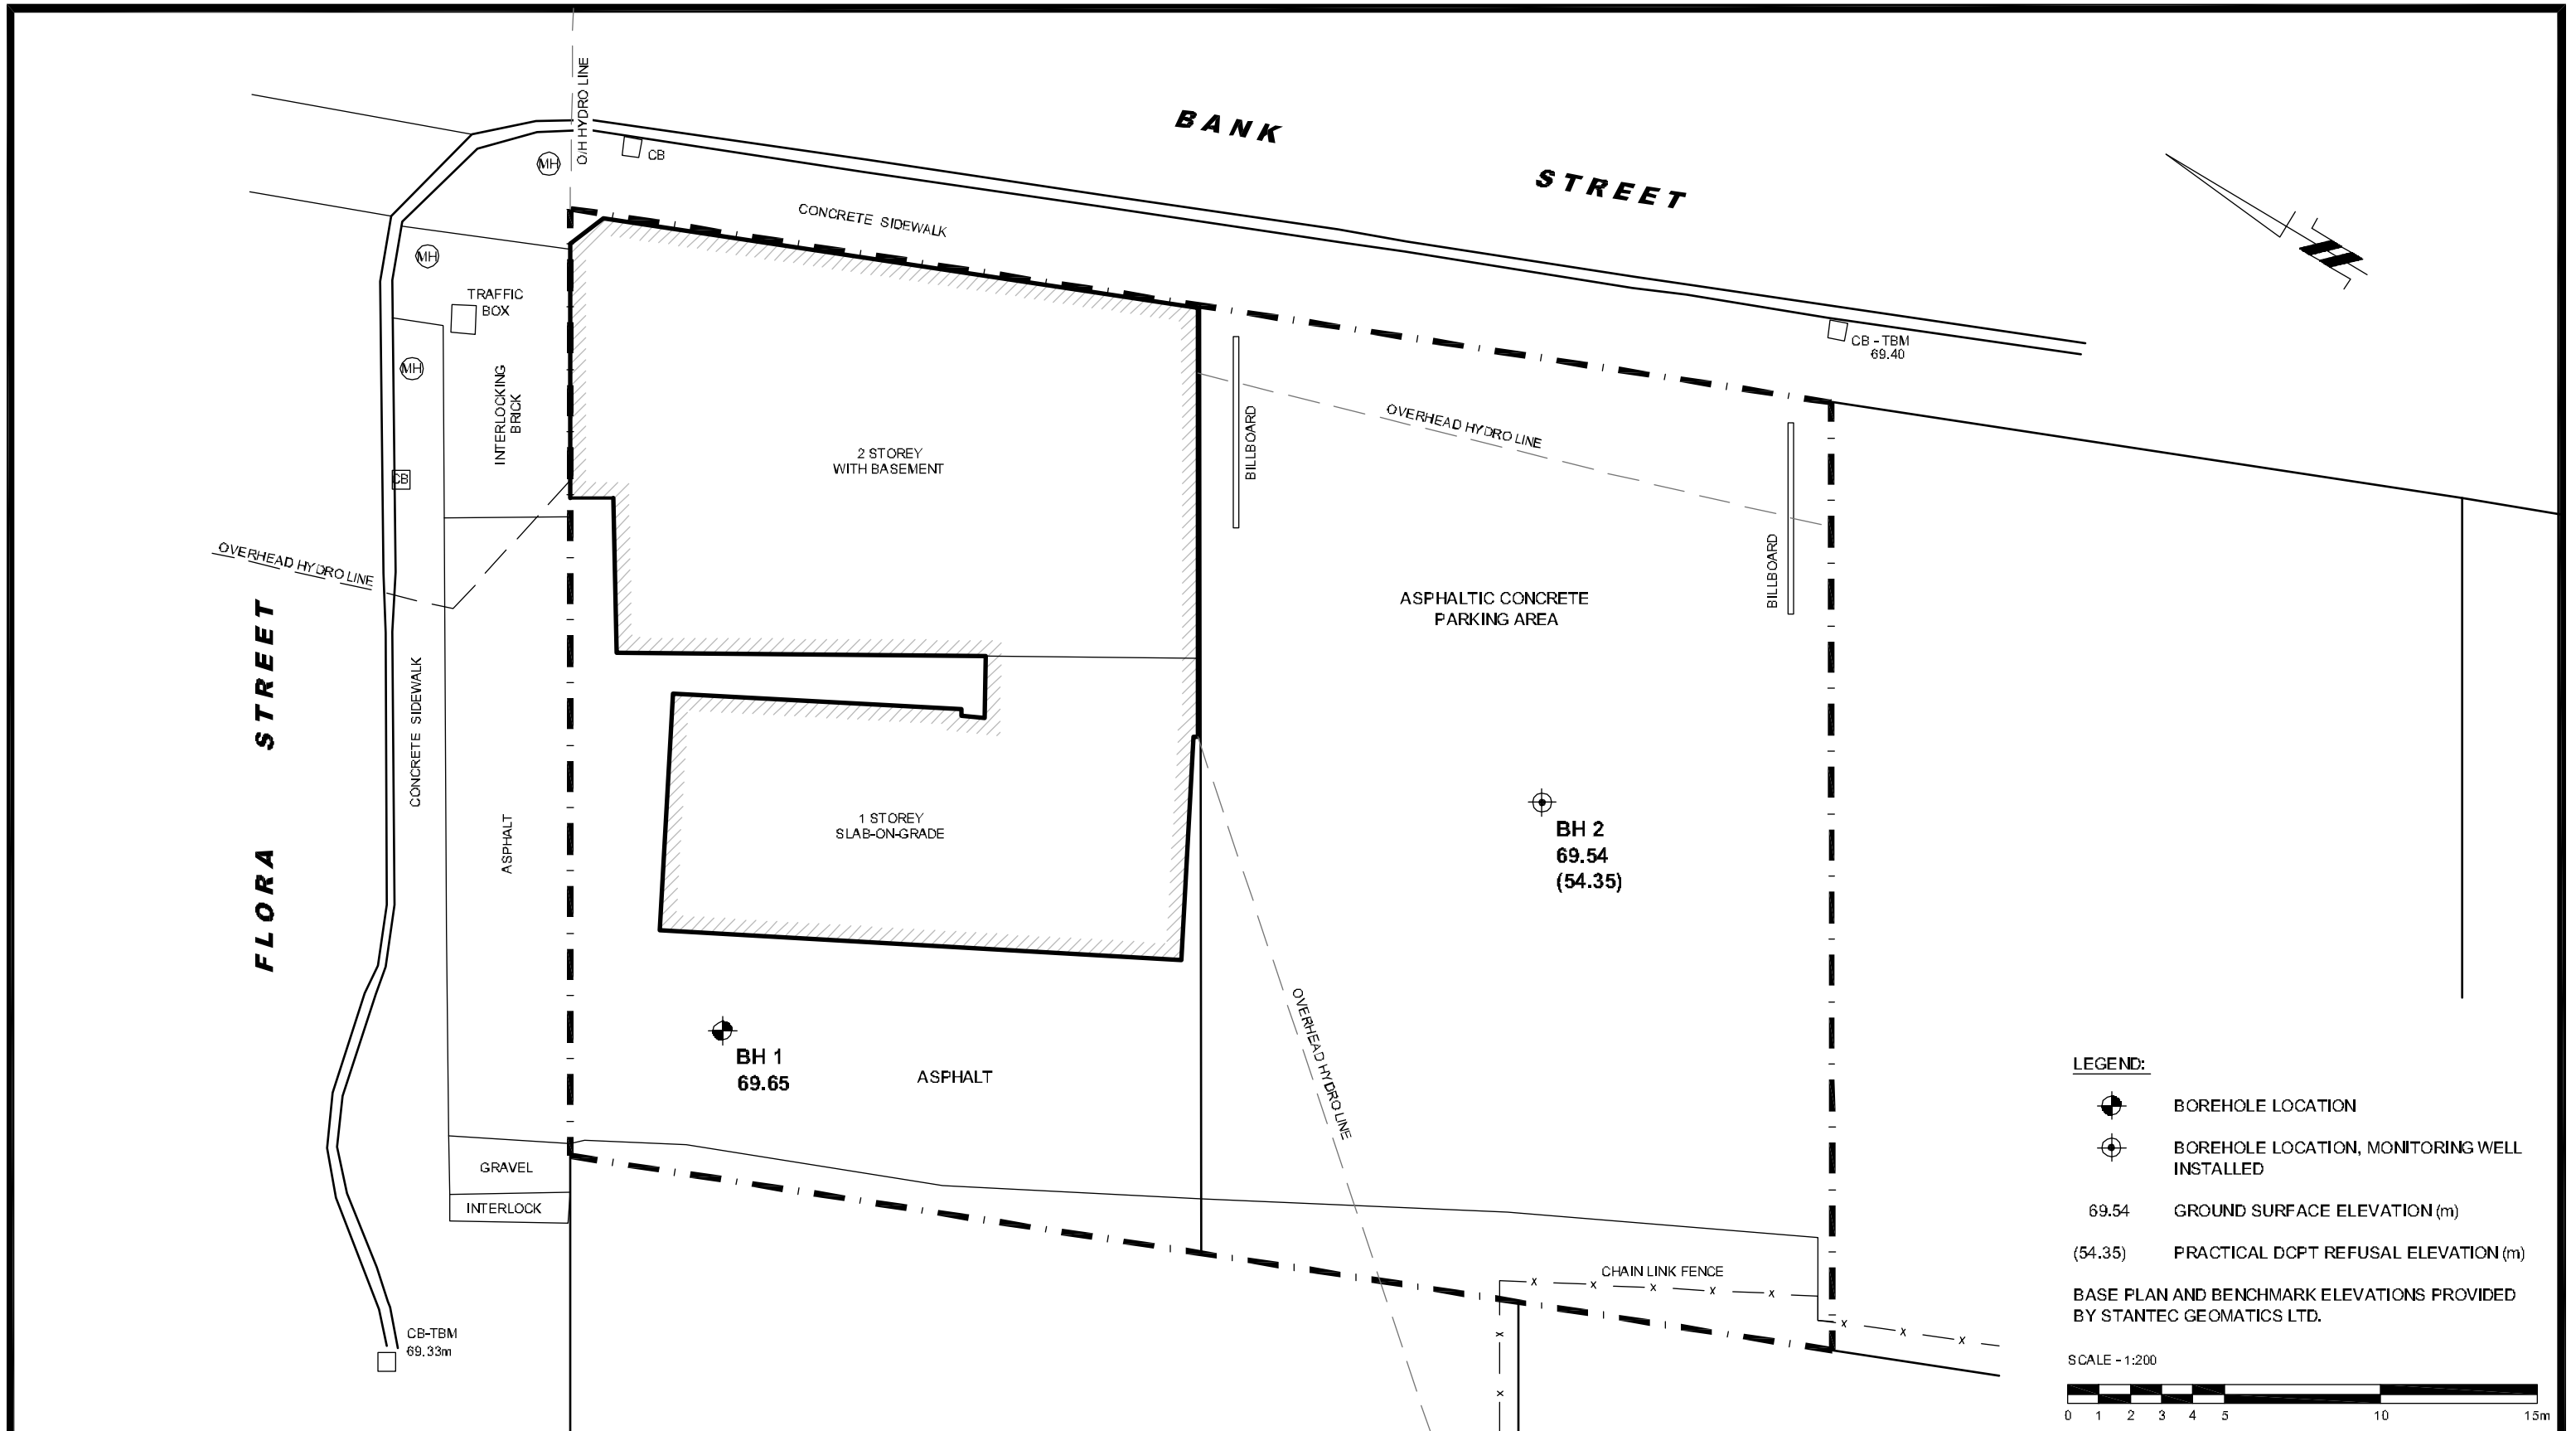 BANK
STREET
O/H HYDRO LINE
MH
CB
CONCRETE SIDEWALK
MH
TRAFFIC
BOX
CB - TBM
69.40
MH
INTERLOCKING
BRICK
BILLBOARD
OVERHEAD HYDRO LINE
2 STOREY
WITH BASEMENT
CB
OVERHEAD HYDRO LINE
BILLBOARD
ASPHALTIC CONCRETE
PARKING AREA
FLORA STREET
CONCRETE SIDEWALK
ASPHALT
1 STOREY
SLAB-ON-GRADE
BH 2
69.54
(54.35)
OVERHEAD HYDRO LINE
BH 1
69.65
ASPHALT
GRAVEL
INTERLOCK
CHAIN LINK FENCE
x x x x x
x x x
x
x
CB-TBM
69.33m
LEGEND:
BOREHOLE LOCATION
BOREHOLE LOCATION, MONITORING WELL
INSTALLED
69.54 GROUND SURFACE ELEVATION (m)
(54.35) PRACTICAL DCPT REFUSAL ELEVATION (m)
BASE PLAN AND BENCHMARK ELEVATIONS PROVIDED
BY STANTEC GEOMATICS LTD.
SCALE - 1:200
0 1 2 3 4 5 10 15m